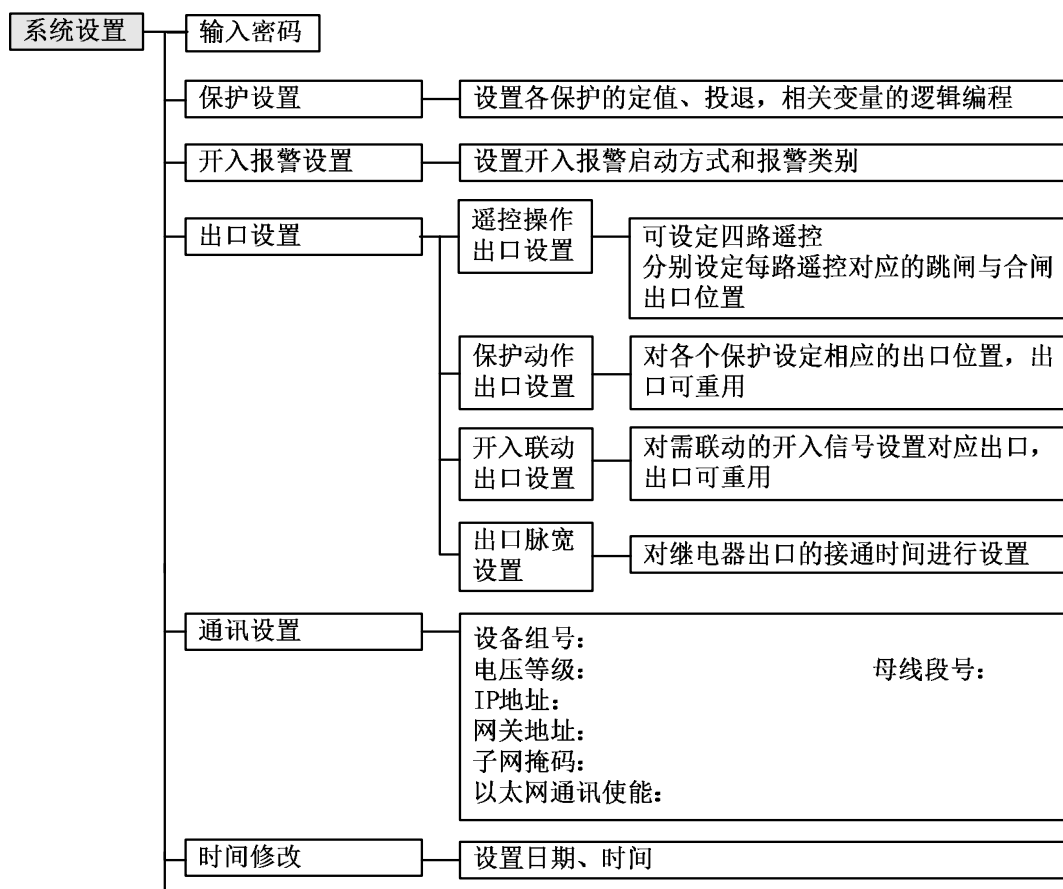 系统设置
输入密码
保护设置
设置各保护的定值、投退，相关变量的逻辑编程
开入报警设置
设置开入报警启动方式和报警类别
出口设置
遥控操作
出口设置
可设定四路遥控
分别设定每路遥控对应的跳闸与合闸
出口位置
保护动作
出口设置
对各个保护设定相应的出口位置，出
口可重用
开入联动
出口设置
对需联动的开入信号设置对应出口，
出口可重用
出口脉宽
设置
对继电器出口的接通时间进行设置
通讯设置
设备组号：
电压等级： 母线段号：
IP地址：
网关地址：
子网掩码：
以太网通讯使能：
时间修改
设置日期、时间